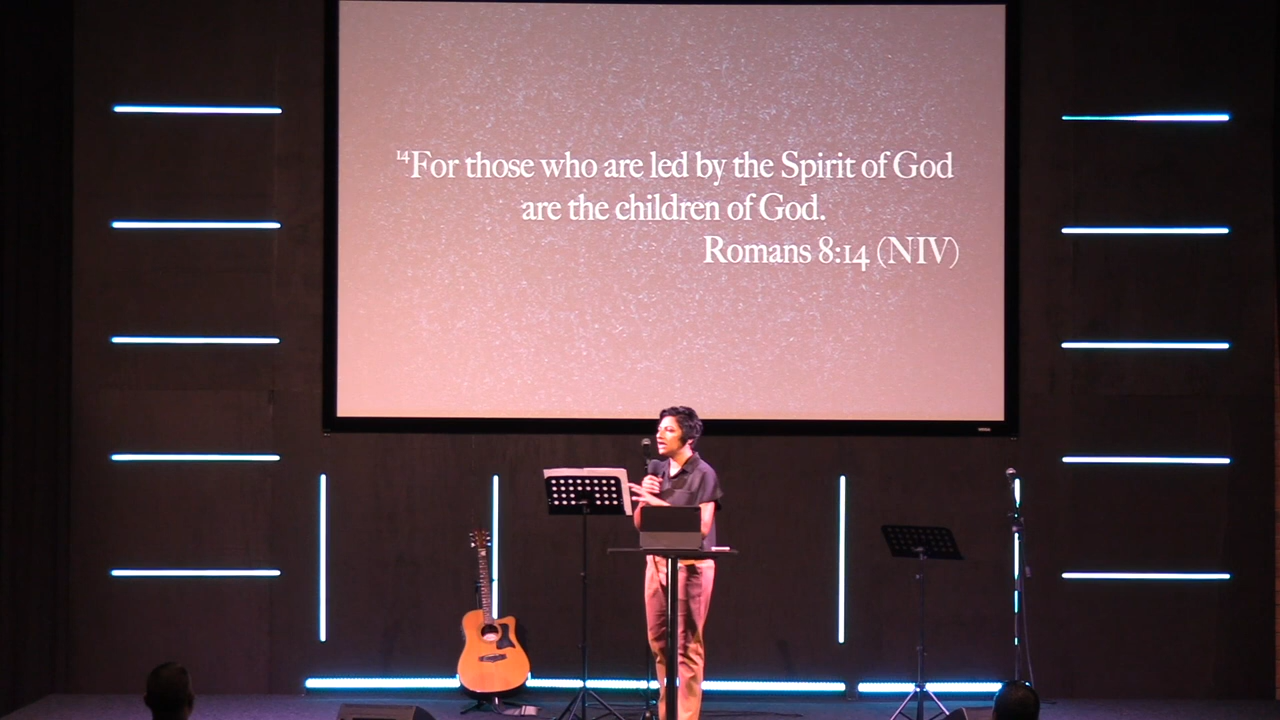 ¹⁴For those who are led by the Spirit of God
are the children of God.
Romans 8:14 (NIV)